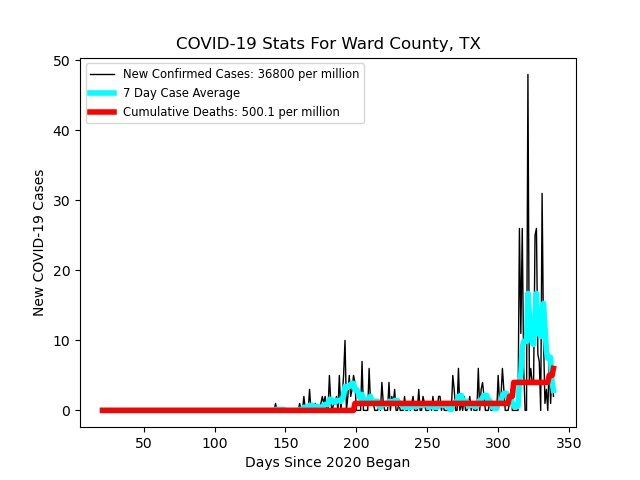 COVID-19 Stats For Ward County, TX
New Confirmed Cases: 36800 per million
7 Day Case Average
Cumulative Deaths: 500.1 per million
New COVID-19 Cases
50
40
30
20
10
0
50 100 150 200 250 300 350
Days Since 2020 Began